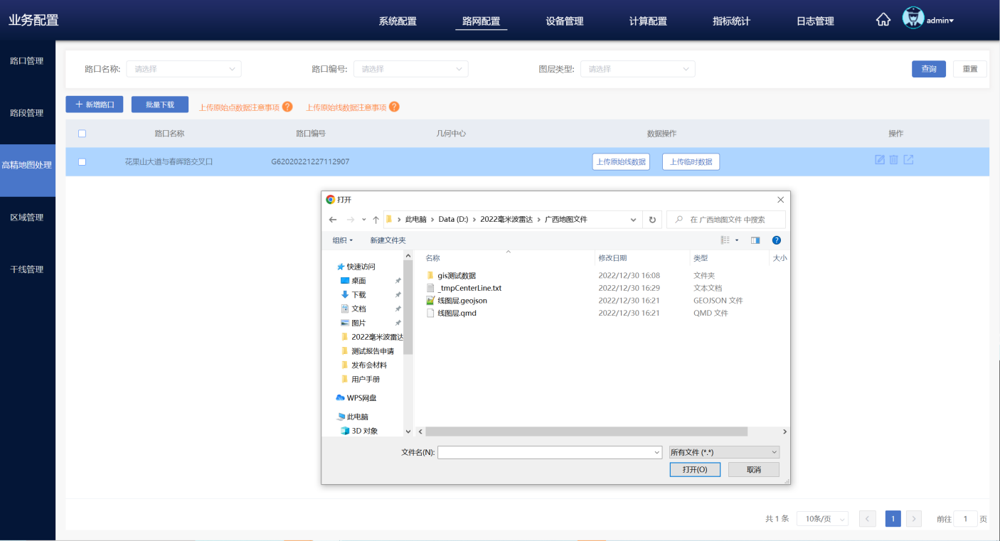 业务配置
系统配置 路网配置 设备管理 计算配置 指标统计 日志管理 admin
路口管理
路段管理
高精地图处理
区域管理
干线管理
路口名称: 请选择 路口编号: 请选择 图层类型: 请选择 查询 重置
新增路口 批量下载 上传原始点数据注意事项 ? 上传原始线数据注意事项 ?
路口名称 路口编号 几何中心 数据操作 操作
花果山大道与春晖路交叉口 G62020221227112907 上传原始线数据 上传临时数据
打开
此电脑 > Data (D:) > 2022毫米波雷达 > 广西地图文件 在 广西地图文件 中搜索
组织 新建文件夹 ?
名称 修改日期 类型 大小
快速访问
桌面
下载
文档
图片
2022毫米波雷达
测试报告申请
发布会材料
用户手册
WPS网盘
此电脑
3D 对象
gis测试数据 2022/12/30 16:08 文件夹
_tmpCenterLine.txt 2022/12/30 16:29 文本文档
线图层.geojson 2022/12/30 16:21 GEOJSON 文件
线图层.qmd 2022/12/30 16:21 QMD 文件
文件名(N): 所有文件 (*.*)
打开(O) 取消
共 1 条 10条/页 < 1 > 前往 1 页